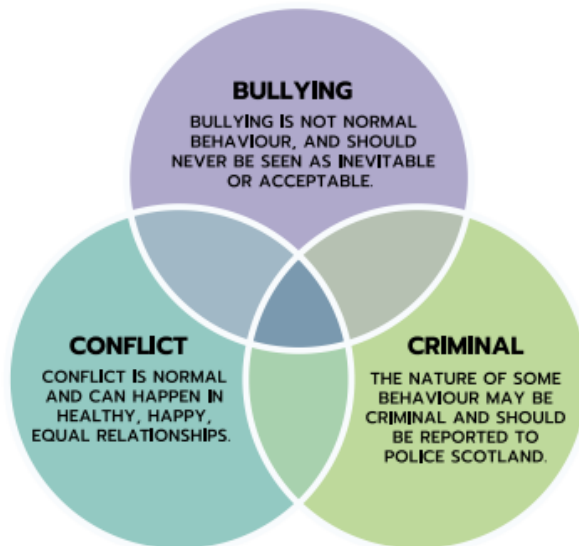 BULLYING
BULLYING IS NOT NORMAL
BEHAVIOUR, AND SHOULD
NEVER BE SEEN AS INEVITABLE
OR ACCEPTABLE.
CONFLICT
CONFLICT IS NORMAL
AND CAN HAPPEN IN
HEALTHY, HAPPY,
EQUAL RELATIONSHIPS.
CRIMINAL
THE NATURE OF SOME
BEHAVIOUR MAY BE
CRIMINAL AND SHOULD
BE REPORTED TO
POLICE SCOTLAND.